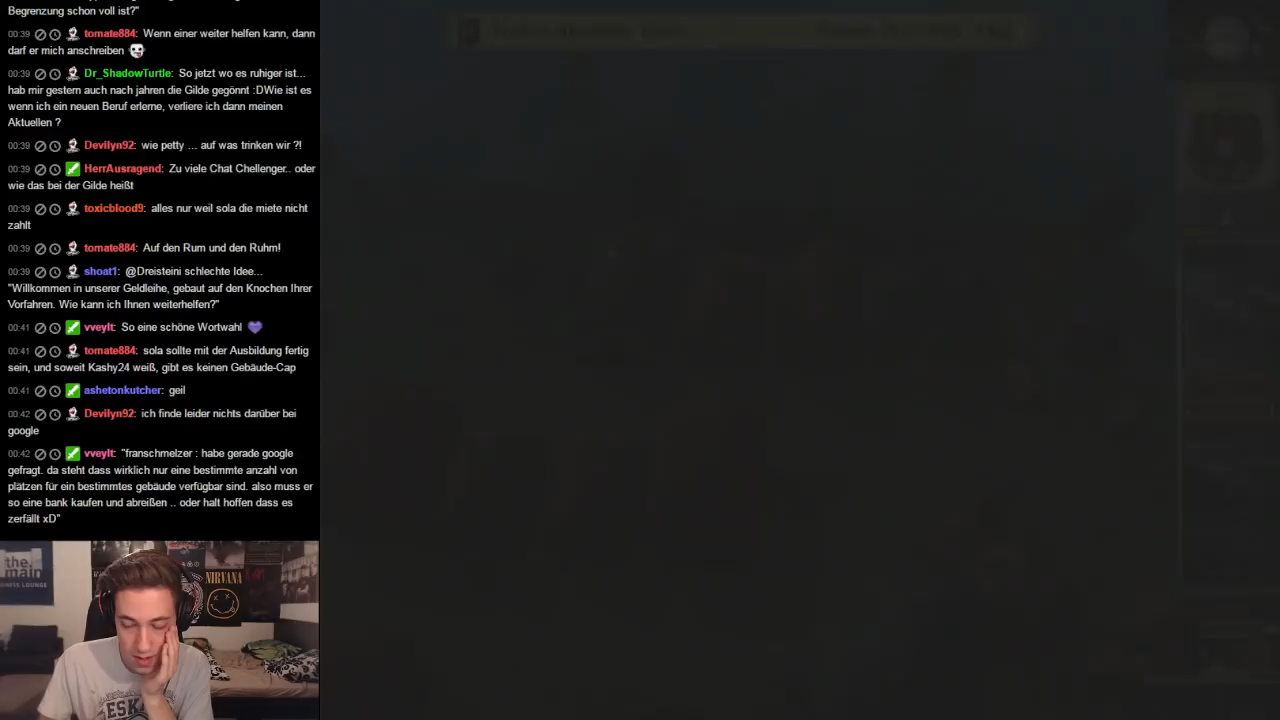 Begrenzung schon voll ist?"
00:39 tomate884: Wenn einer weiter helfen kann, dann
darf er mich anschreiben
00:39 Dr_ShadowTurtle: So jetzt wo es ruhiger ist...
hab mir gestern auch nach jahren die Gilde gegönnt :DWie ist es
wenn ich ein neuen Beruf erlerne, verliere ich dann meinen
Aktuellen ?
00:39 Devilyn92: wie petty ... auf was trinken wir ?!
00:39 HerrAusragend: Zu viele Chat Chellenger.. oder
wie das bei der Gilde heißt
00:39 toxicblood9: alles nur weil sola die miete nicht
zahlt
00:39 tomate884: Auf den Rum und den Ruhm!
00:39 shoat1: @Dreisteini schlechte Idee...
"Willkommen in unserer Geldleihe, gebaut auf den Knochen Ihrer
Vorfahren. Wie kann ich Ihnen weiterhelfen?"
00:41 vveylt: So eine schöne Wortwahl
00:41 tomate884: sola sollte mit der Ausbildung fertig
sein, und soweit Kashy24 weiß, gibt es keinen Gebäude-Cap
00:41 ashetonkutcher: geil
00:42 Devilyn92: ich finde leider nichts darüber bei
google
00:42 vveylt: "franschmelzer : habe gerade google
gefragt. da steht dass wirklich nur eine bestimmte anzahl von
plätzen für ein bestimmtes gebäude verfügbar sind. also muss er
so eine bank kaufen und abreißen .. oder halt hoffen dass es
zerfällt xD"
the
main
NIRVANA
ESK